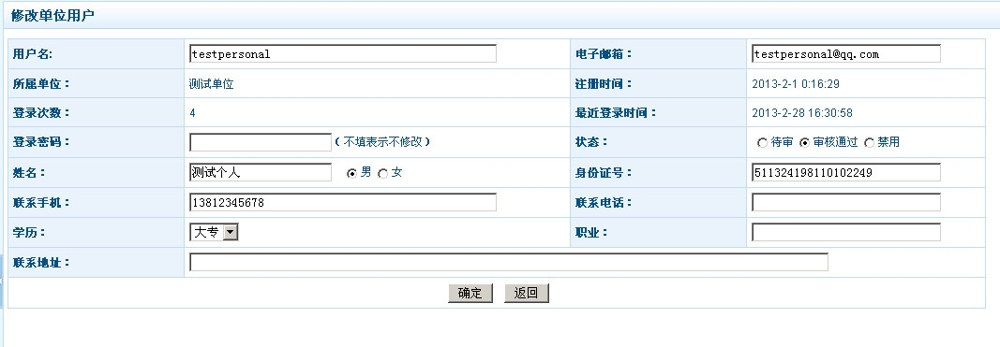 修改单位用户
用户名: testpersonal 电子邮箱： testpersonal@qq.com
所属单位： 测试单位 注册时间： 2013-2-1 0:16:29
登录次数： 4 最近登录时间： 2013-2-28 16:30:58
登录密码： （不填表示不修改） 状态： 待审 审核通过 禁用
姓名： 测试个人 男 女 身份证号： 511324198110102249
联系手机： 13812345678 联系电话：
学历： 大专 职业：
联系地址：
确定 返回